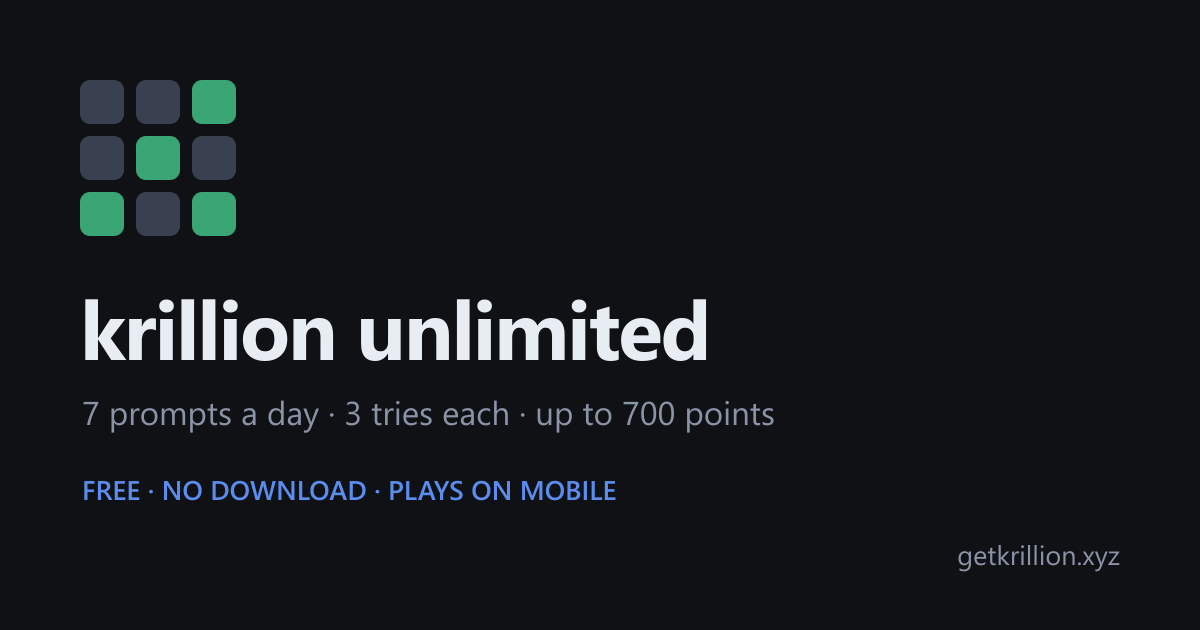 krillion unlimited
7 prompts a day · 3 tries each · up to 700 points
FREE · NO DOWNLOAD · PLAYS ON MOBILE
getkrillion.xyz